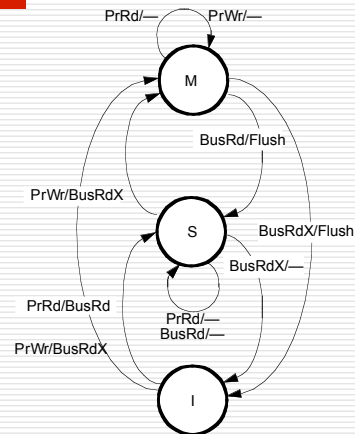 PrRd/—
PrWr/—
M
BusRd/Flush
PrWr/BusRdX
S
BusRdX/Flush
BusRdX/—
PrRd/BusRd
PrRd/—
BusRd/—
PrWr/BusRdX
I